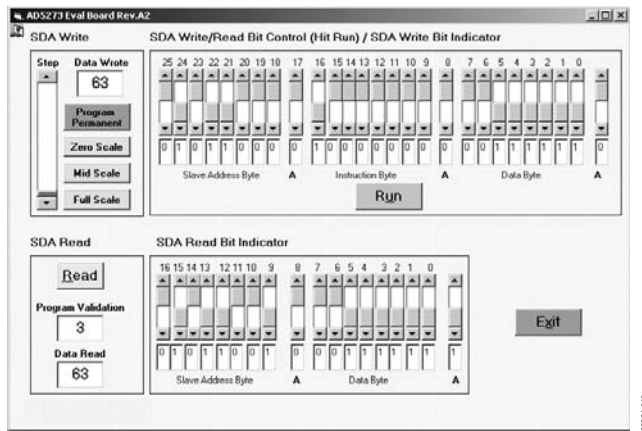 AD5273 Eval Board Rev.A2
SDA Write
SDA Write/Read Bit Control (Hit Run) / SDA Write Bit Indicator
Step
Data Wrote
63
Program Permanent
Zero Scale
Mid Scale
Full Scale
25 24 23 22 21 20 19 18 17 16 15 14 13 12 11 10 9 8 7 6 5 4 3 2 1 0
0 1 0 1 1 0 0 0 0 1 0 0 0 0 0 0 0 0 0 0 1 1 1 1 1 1 0
Slave Address Byte A Instruction Byte A Data Byte A
Run
SDA Read
SDA Read Bit Indicator
Read
Program Validation
3
Data Read
63
16 15 14 13 12 11 10 9 8 7 6 5 4 3 2 1 0
0 1 0 1 1 0 0 1 0 0 0 1 1 1 1 1 1 1
Slave Address Byte A Data Byte A
Exit